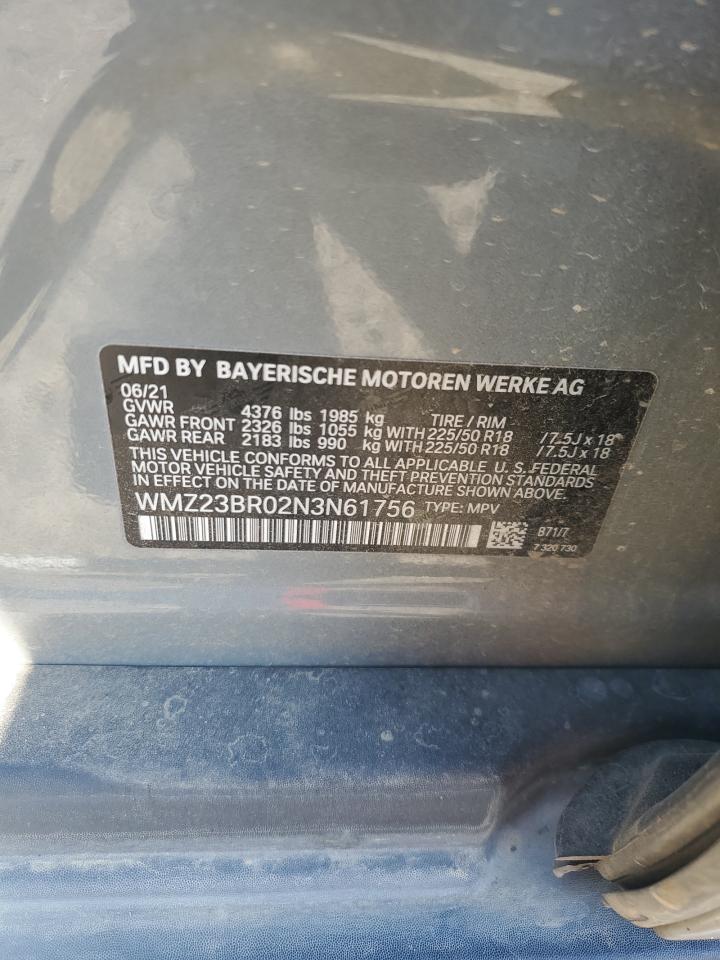 MFD BY BAYERISCHE MOTOREN WERKE AG
06/21
GVWR 4376 lbs 1985 kg TIRE / RIM
GAWR FRONT 2326 lbs 1055 kg WITH 225/50 R18 /7.5J x 18
GAWR REAR 2183 lbs 990 kg WITH 225/50 R18 /7.5J x 18
THIS VEHICLE CONFORMS TO ALL APPLICABLE U.S.FEDERAL
MOTOR VEHICLE SAFETY AND THEFT PREVENTION STANDARDS
IN EFFECT ON THE DATE OF MANUFACTURE SHOWN ABOVE.
WMZ23BR02N3N61756 TYPE: MPV
B71/7
7 320 730